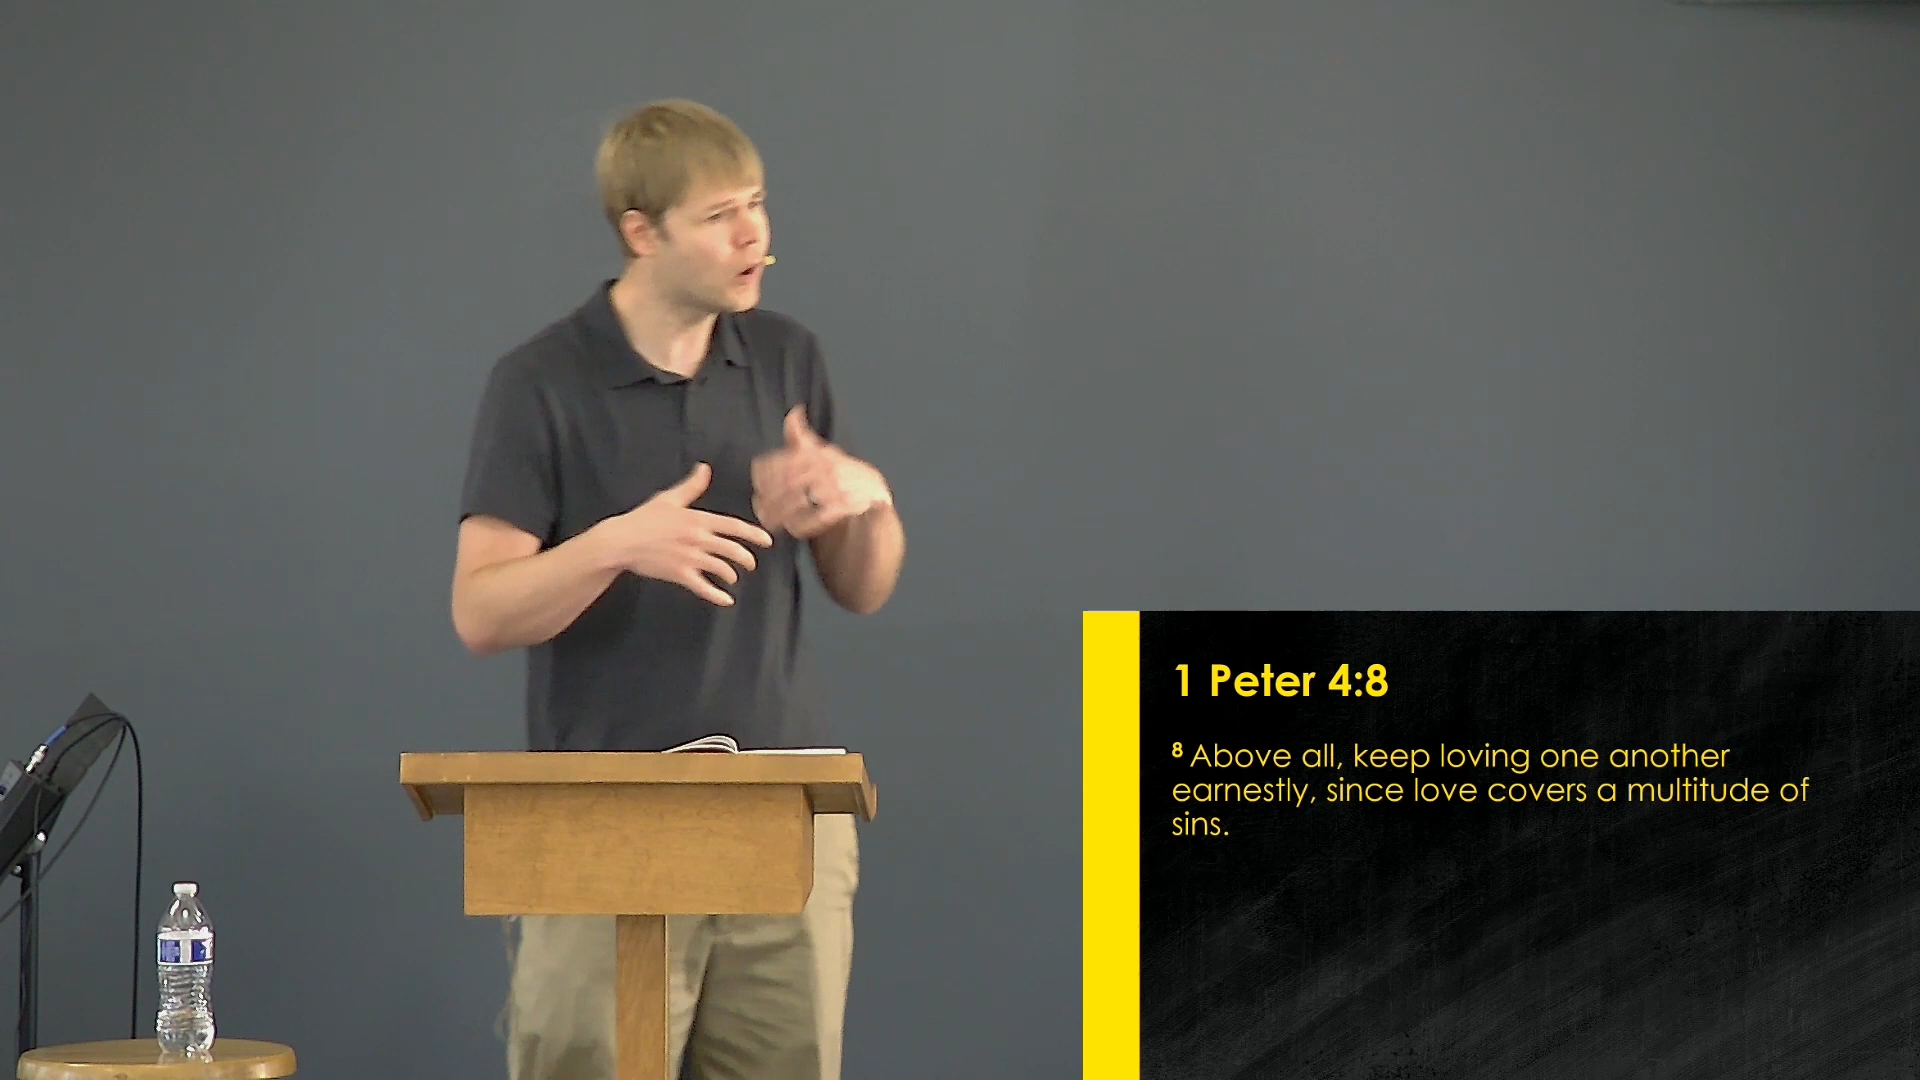 1 Peter 4:8
8 Above all, keep loving one another
earnestly, since love covers a multitude of
sins.